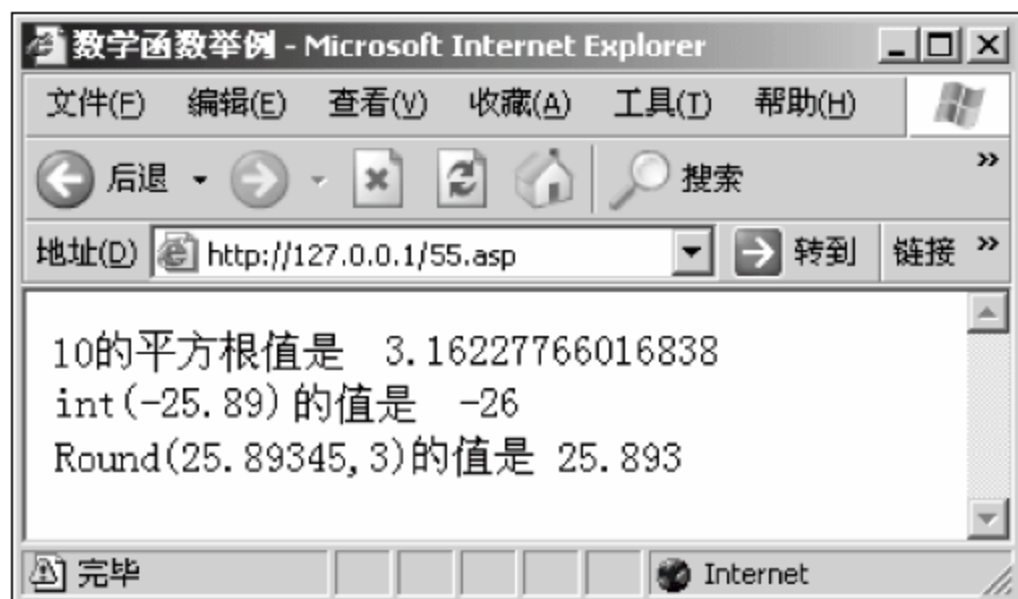 数学函数举例 - Microsoft Internet Explorer
文件(F) 编辑(E) 查看(V) 收藏(A) 工具(T) 帮助(H)
后退 搜索 »
地址(D) http://127.0.0.1/55.asp 转到 链接 »
10的平方根值是 3.16227766016838
int(-25.89)的值是 -26
Round(25.89345,3)的值是 25.893
完毕 Internet